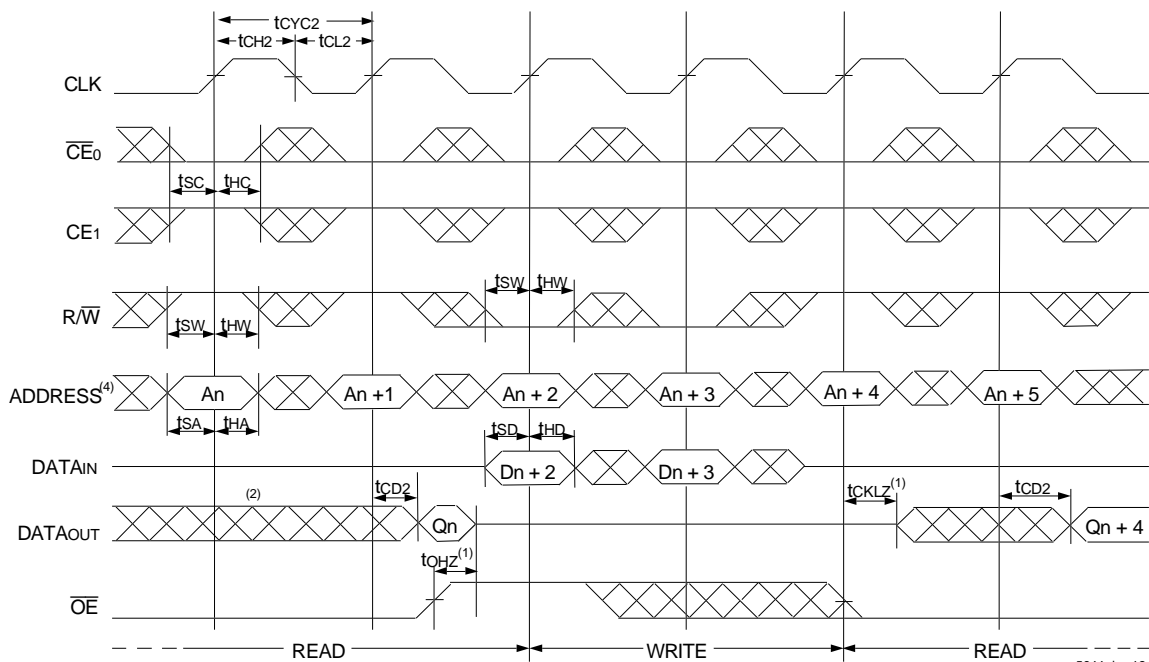 tCYC2
tCH2 tCL2
CLK
CE0
tSC tHC
CE1
tSW tHW
R/W
tSW tHW
ADDRESS(4) An An + 1 An + 2 An + 3 An + 4 An + 5
tSA tHA tSD tHD
DATAIN Dn + 2 Dn + 3
(2) tCD2 tCKLZ(1) tCD2
DATAOUT Qn Qn + 4
tOHZ(1)
OE
READ WRITE READ